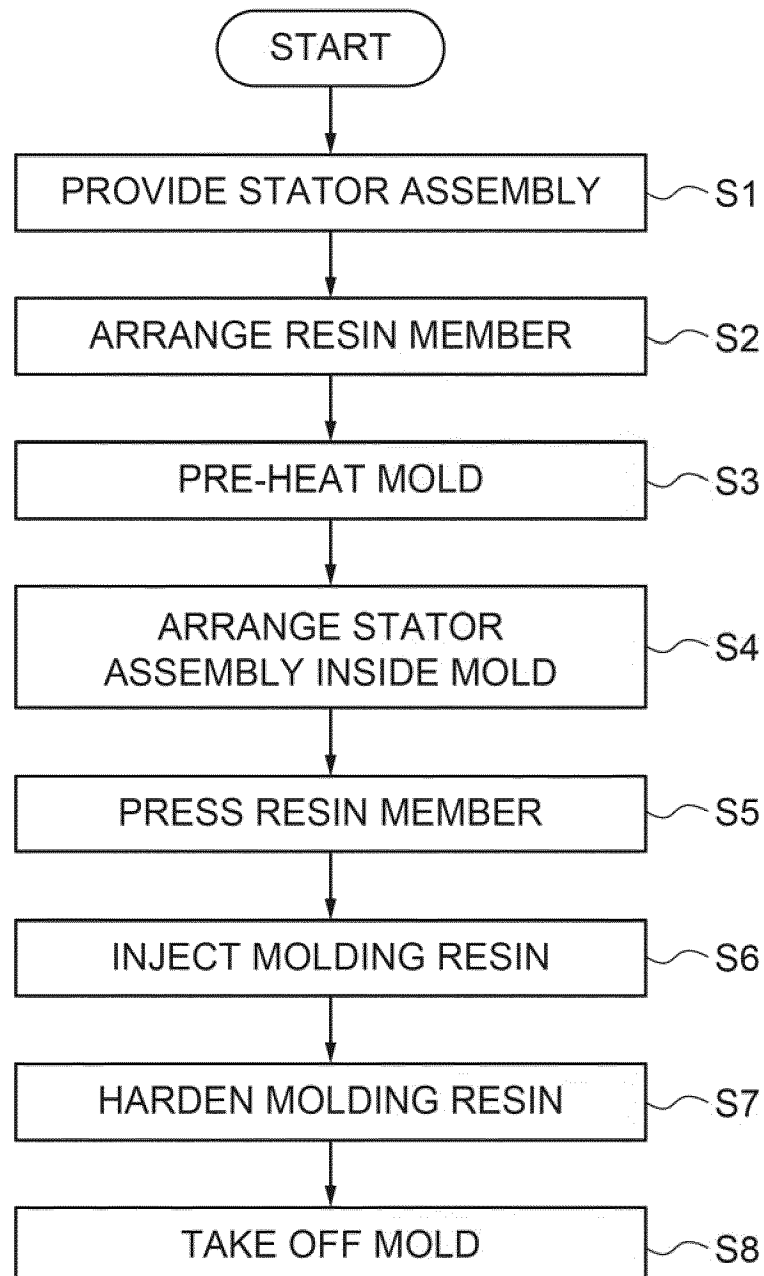 START
PROVIDE STATOR ASSEMBLY
S1
ARRANGE RESIN MEMBER
S2
PRE-HEAT MOLD
S3
ARRANGE STATOR
ASSEMBLY INSIDE MOLD
S4
PRESS RESIN MEMBER
S5
INJECT MOLDING RESIN
S6
HARDEN MOLDING RESIN
S7
TAKE OFF MOLD
S8